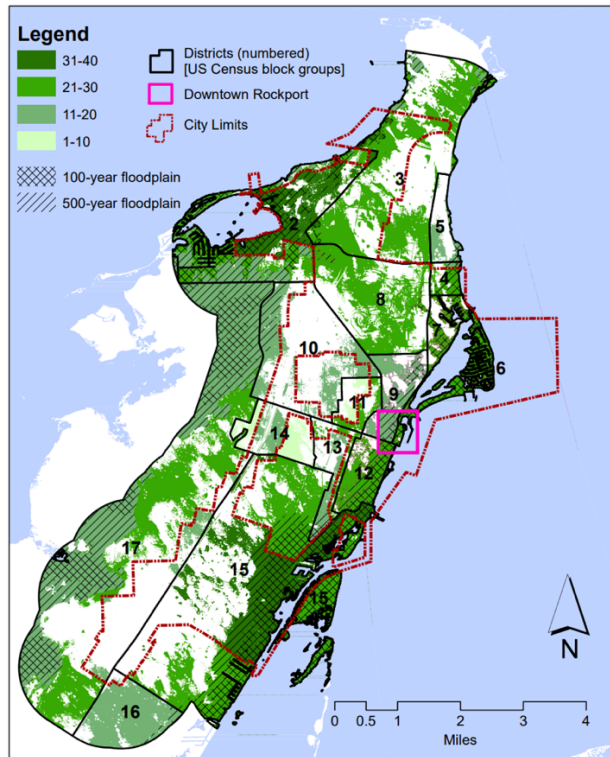 Legend
31-40
21-30
11-20
1-10
100-year floodplain
500-year floodplain
Districts (numbered)
[US Census block groups]
Downtown Rockport
City Limits
3
5
2
4
8
7
6
10
9
11
14
13
12
17
15
15
16
N
0 0.5 1 2 3 4
Miles